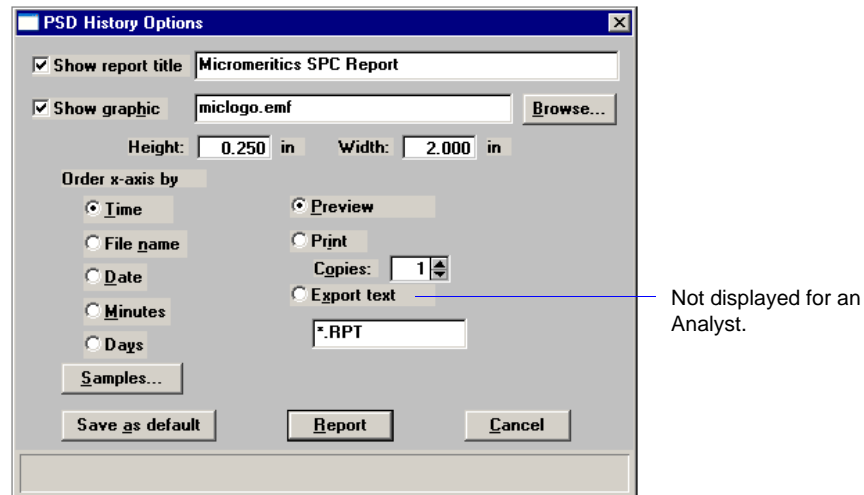 PSD History Options
Show report title Micromeritics SPC Report
Show graphic miclogo.emf Browse...
Height: 0.250 in Width: 2.000 in
Order x-axis by
Time Preview
File name Print
Copies: 1
Date
Export text
Minutes
*.RPT
Days
Samples...
Save as default Report Cancel
Not displayed for an
Analyst.